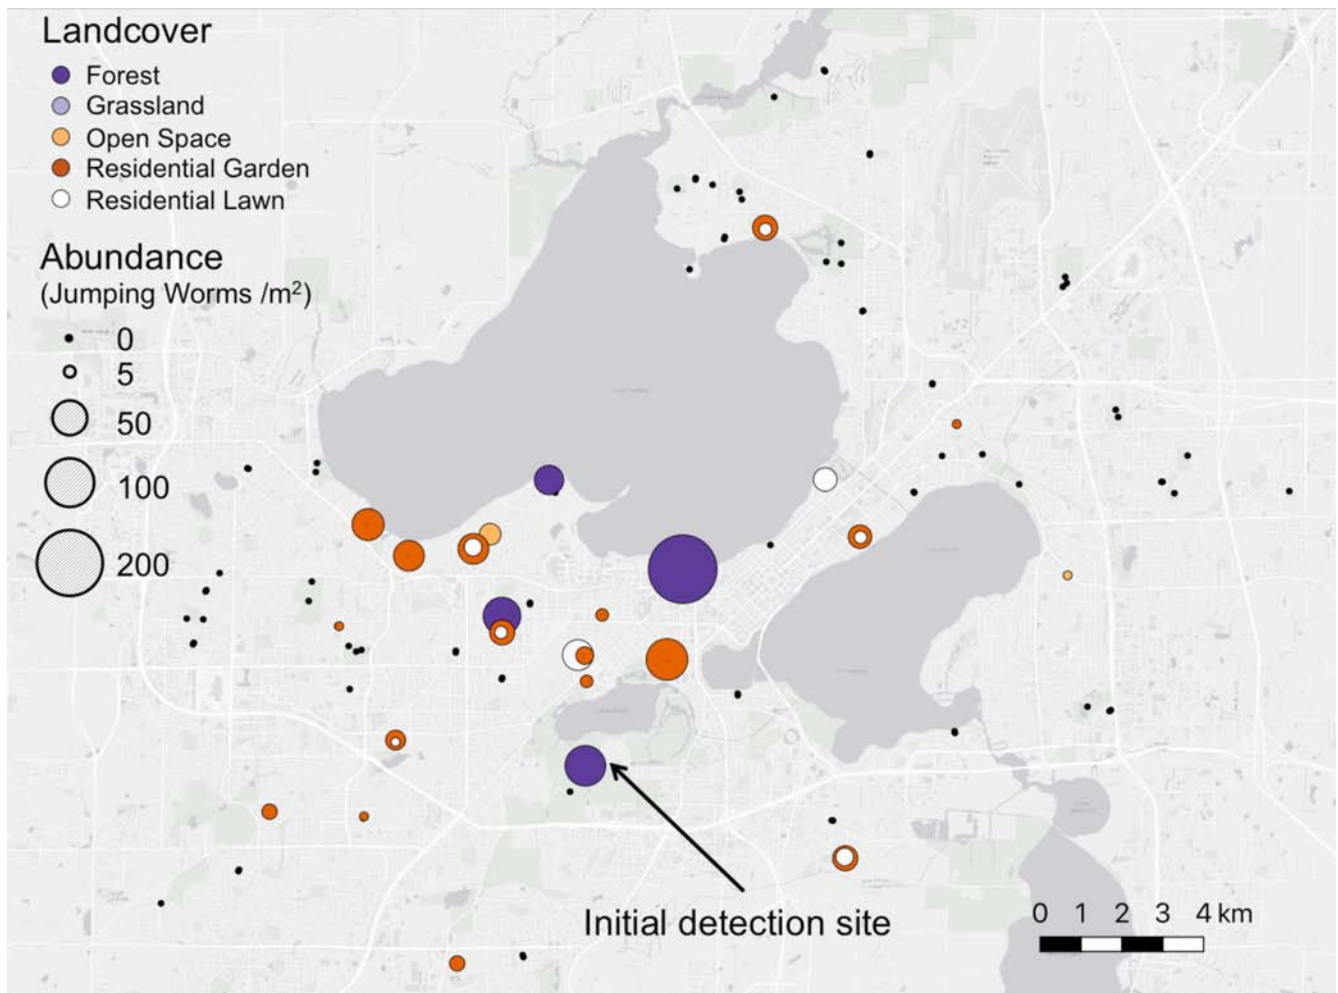 Landcover
Forest
Grassland
Open Space
Residential Garden
Residential Lawn
Abundance
(Jumping Worms /m²)
0
5
50
100
200
Initial detection site
0 1 2 3 4 km